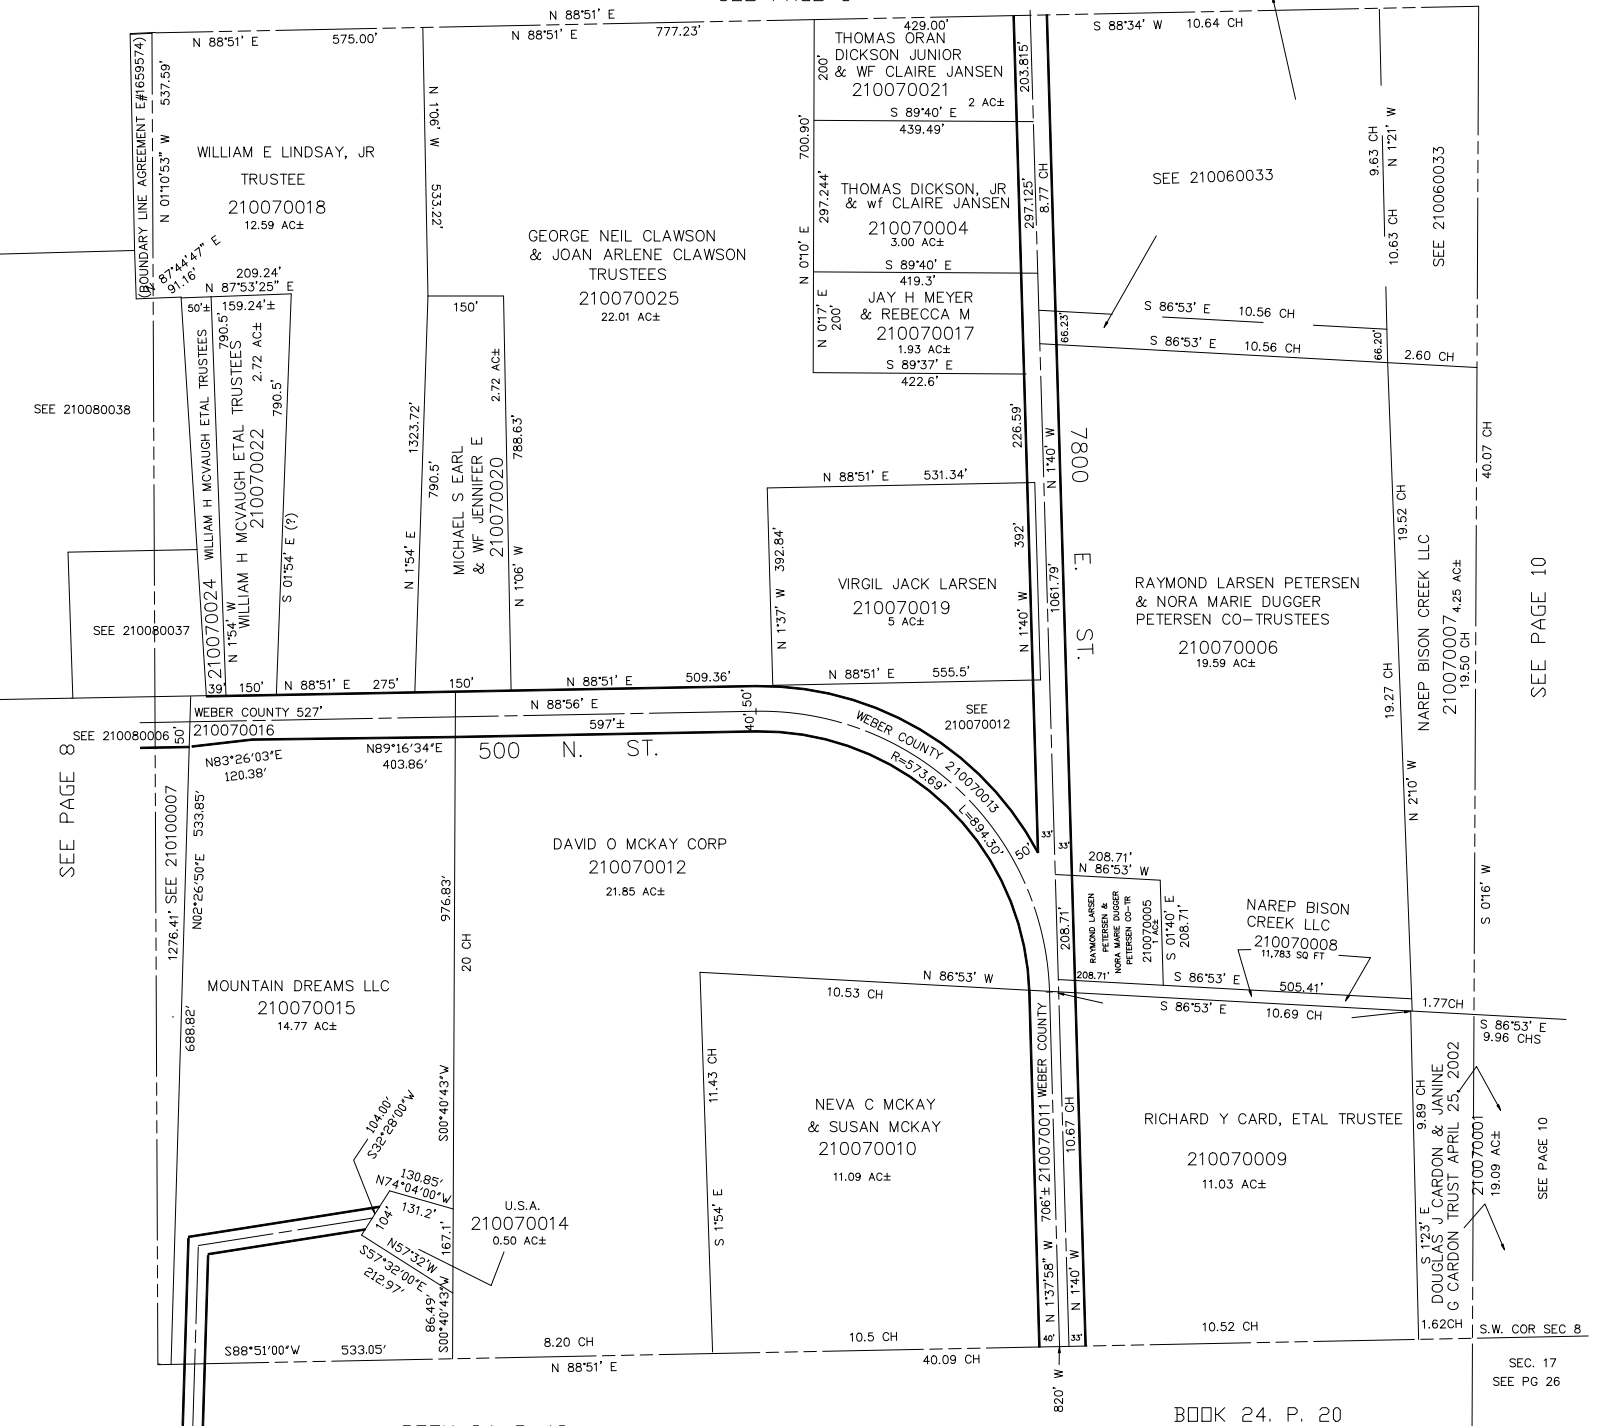 N 88°51' E
N 88°51' E
575.00'
N 88°51' E
777.23'
429.00'
S 88°34' W
10.64 CH
(BOUNDARY LINE AGREEMENT E#1659574)
N 01°10'53" W 537.59'
WILLIAM E LINDSAY, JR
TRUSTEE
210070018
12.59 AC±
N 1°06' W 533.22'
N 87°44'47" E
91.16'
209.24'
N 87°53'25" E
50'±
159.24'±
GEORGE NEIL CLAWSON
& JOAN ARLENE CLAWSON
TRUSTEES
210070025
22.01 AC±
THOMAS ORAN
DICKSON JUNIOR
& WF CLAIRE JANSEN
210070021
2 AC±
200'
203.815'
S 89°40' E
439.49'
N 0°10' E 700.90'
297.244'
THOMAS DICKSON, JR
& wf CLAIRE JANSEN
210070004
3.00 AC±
297.125'
8.77 CH
S 89°40' E
419.3'
N 0°17' E
200'
JAY H MEYER
& REBECCA M
210070017
1.93 AC±
S 89°37' E
422.6'
66.23'
SEE 210060033
9.63 CH
N 1°21' W
10.63 CH
SEE 210060033
S 86°53' E 10.56 CH
S 86°53' E 10.56 CH
66.20'
2.60 CH
SEE 210080038
SEE 210080037
790.5'
210070024 WILLIAM H MCVAUGH ETAL TRUSTEES
WILLIAM H MCVAUGH ETAL TRUSTEES
210070022
2.72 AC±
790.5'
S 01°54' E (?)
N 1°54' W
39'
150'
N 88°51' E 275'
150'
N 1°54' E 1323.72'
790.5'
150'
MICHAEL S EARL
& WF JENNIFER E
210070020
2.72 AC±
N 1°06' W 788.63'
N 88°51' E 509.36'
226.59'
N 1°40' W
7800 E. ST.
N 88°51' E 531.34'
N 1°37' W 392.84'
VIRGIL JACK LARSEN
210070019
5 AC±
N 1°40' W 392'
1061.79'
N 88°51' E 555.5'
RAYMOND LARSEN PETERSEN
& NORA MARIE DUGGER
PETERSEN CO-TRUSTEES
210070006
19.59 AC±
40.07 CH
19.52 CH
NAREP BISON CREEK LLC
210070007
4.25 AC±
19.50 CH
19.27 CH
N 2°10' W
SEE PAGE 10
S 0°16' W
WEBER COUNTY 527'
210070016
N 88°56' E
597'±
40'
50'
SEE 210080006
50'
N83°26'03"E
120.38'
N89°16'34"E
403.86'
500 N. ST.
SEE
210070012
WEBER COUNTY 210070013
R=573.69'
L=894.30'
50'
33'
33'
SEE PAGE 8
1276.41' SEE 210100007
N02°26'50"E 533.85'
688.82'
DAVID O MCKAY CORP
210070012
21.85 AC±
976.83'
20 CH
MOUNTAIN DREAMS LLC
210070015
14.77 AC±
208.71'
N 86°53' W
208.71'
RAYMOND LARSEN
PETERSEN &
NORA MARIE DUGGER
PETERSEN CO-TR
210070005
1 AC±
S 01°40' E
208.71'
208.71'
NAREP BISON
CREEK LLC
210070008
11,783 SQ FT
S 86°53' E 505.41'
S 86°53' E 10.69 CH
1.77CH
S 86°53' E
9.96 CHS
N 86°53' W
10.53 CH
S 1°54' E 11.43 CH
NEVA C MCKAY
& SUSAN MCKAY
210070010
11.09 AC±
706'± 210070011 WEBER COUNTY
N 1°37'58" W
10.67 CH
N 1°40' W
RICHARD Y CARD, ETAL TRUSTEE
210070009
11.03 AC±
9.89 CH
S 1°23' E
DOUGLAS J CARDON & JANINE
G CARDON TRUST APRIL 25, 2002
210070001
19.09 AC±
SEE PAGE 10
104.00'
S32°28'00"W
S00°40'43"W
130.85'
N74°04'00"W
131.2'
104'
167.1'
N57°32'W
S57°32'00"E
212.97'
U.S.A.
210070014
0.50 AC±
86.49'
S00°40'43"W
S88°51'00"W 533.05'
8.20 CH
N 88°51' E
10.5 CH
40.09 CH
40'
33'
820' W
10.52 CH
1.62CH
S.W. COR SEC 8
SEC. 17
SEE PG 26
BOOK 24, P. 20